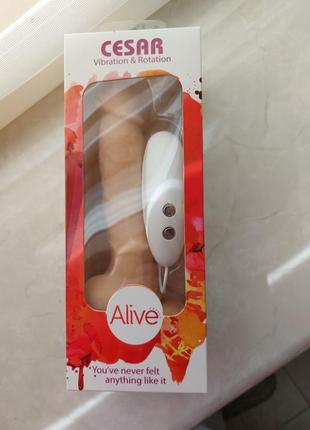 CESAR
Vibration & Rotation
Alive
You've never felt
anything like it